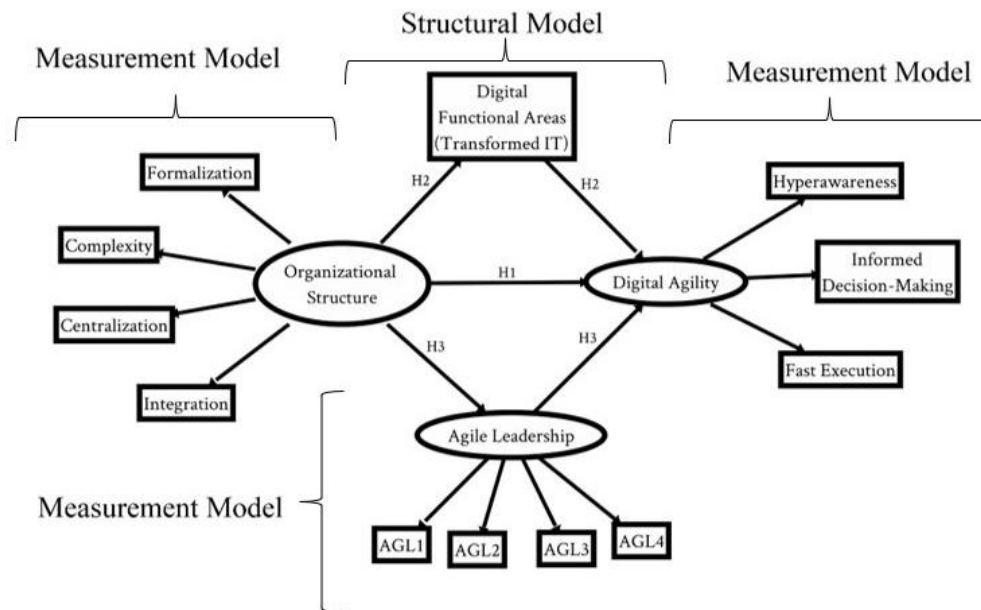 Structural Model
Measurement Model
Measurement Model
Digital
Functional Areas
(Transformed IT)
Formalization
H2
H2
Hyperawareness
Complexity
Organizational
Structure
H1
Digital Agility
Informed
Decision-Making
Centralization
H3
H3
Fast Execution
Integration
Agile Leadership
Measurement Model
AGL1
AGL2
AGL3
AGL4